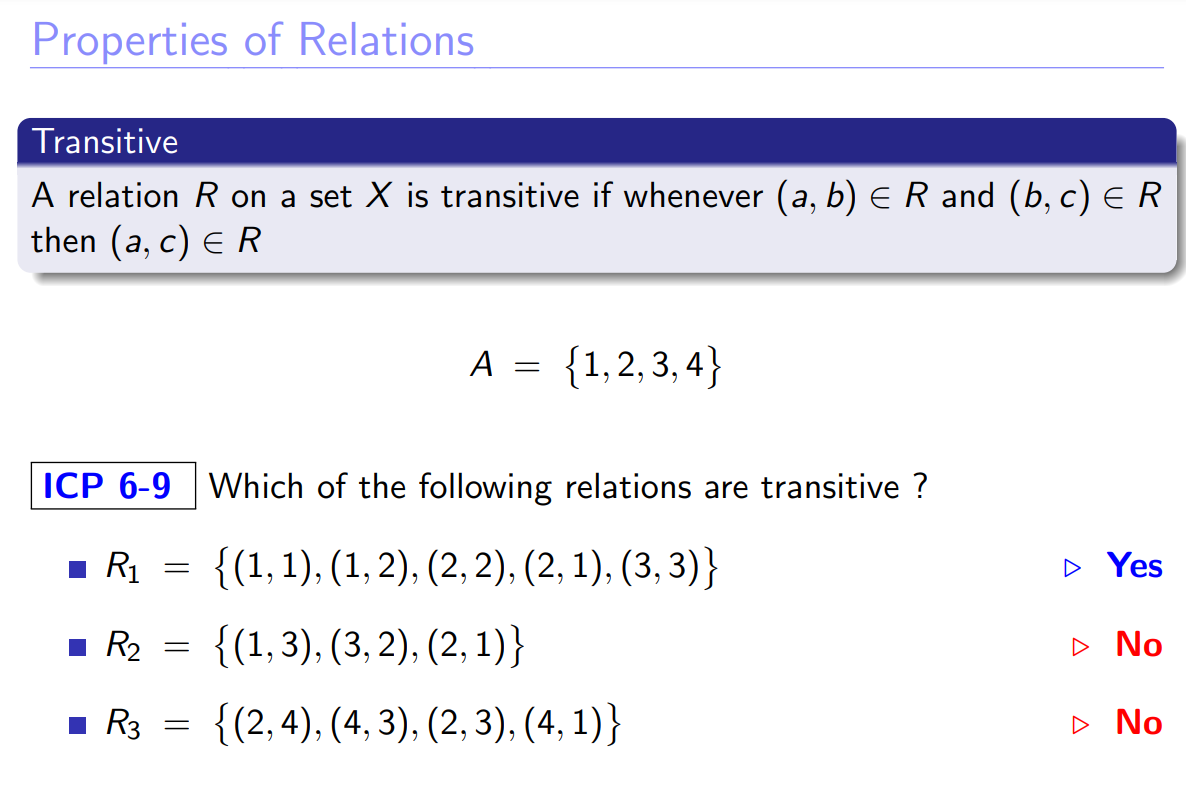 Properties of Relations
Transitive
A relation R on a set X is transitive if whenever (a, b) ∈ R and (b, c) ∈ R
then (a, c) ∈ R
A = {1, 2, 3, 4}
ICP 6-9 Which of the following relations are transitive ?
■ R₁ = {(1, 1), (1, 2), (2, 2), (2, 1), (3, 3)} ▷ Yes
■ R₂ = {(1, 3), (3, 2), (2, 1)} ▷ No
■ R₃ = {(2, 4), (4, 3), (2, 3), (4, 1)} ▷ No